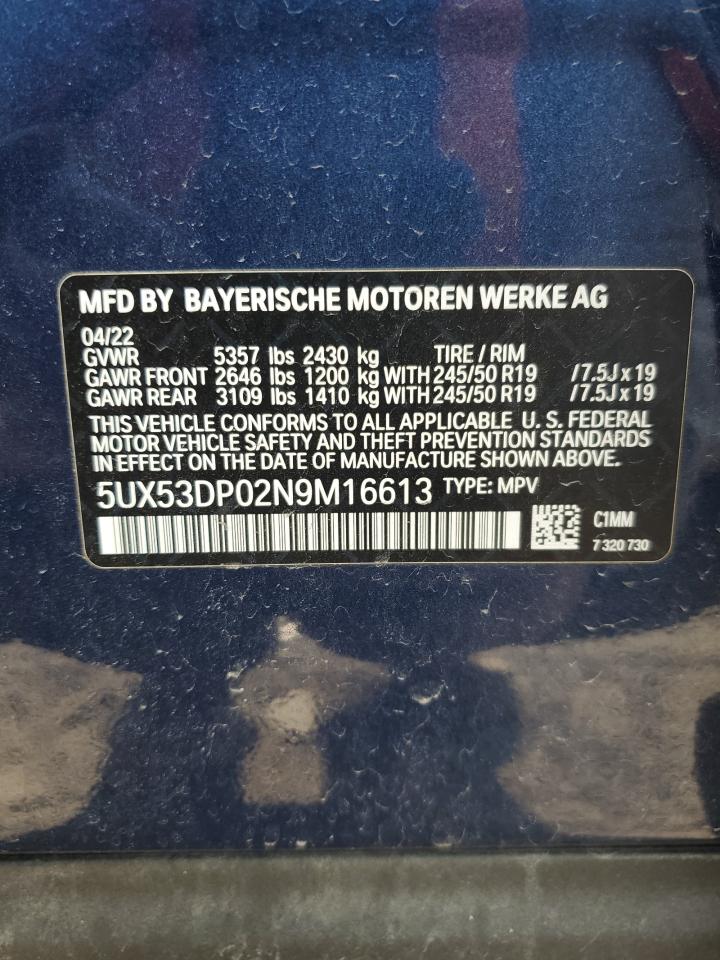 MFD BY BAYERISCHE MOTOREN WERKE AG
04/22
GVWR 5357 lbs 2430 kg TIRE / RIM
GAWR FRONT 2646 lbs 1200 kg WITH 245/50 R19 /7.5J x 19
GAWR REAR 3109 lbs 1410 kg WITH 245/50 R19 /7.5J x 19
THIS VEHICLE CONFORMS TO ALL APPLICABLE U. S. FEDERAL
MOTOR VEHICLE SAFETY AND THEFT PREVENTION STANDARDS
IN EFFECT ON THE DATE OF MANUFACTURE SHOWN ABOVE.
5UX53DP02N9M16613 TYPE: MPV
C1MM
7 320 730